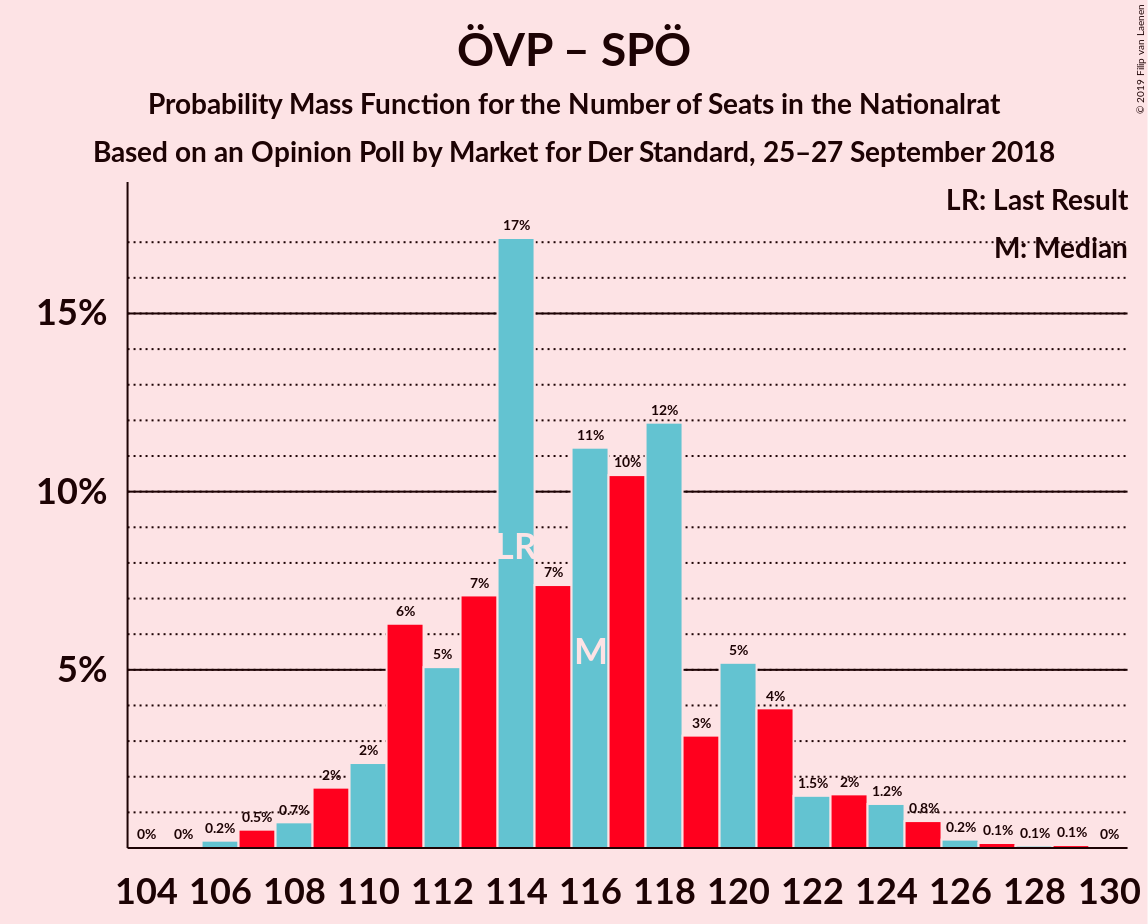 ÖVP – SPÖ
Probability Mass Function for the Number of Seats in the Nationalrat
Based on an Opinion Poll by Market for Der Standard, 25–27 September 2018
© 2019 Filip van Laenen
LR: Last Result
M: Median
15%
10%
5%
0% 0% 0.2% 0.5% 0.7% 2% 2% 6% 5% 7% 17% 7% 11% 10% 12% 3% 5% 4% 1.5% 2% 1.2% 0.8% 0.2% 0.1% 0.1% 0.1% 0%
LR
M
104 106 108 110 112 114 116 118 120 122 124 126 128 130